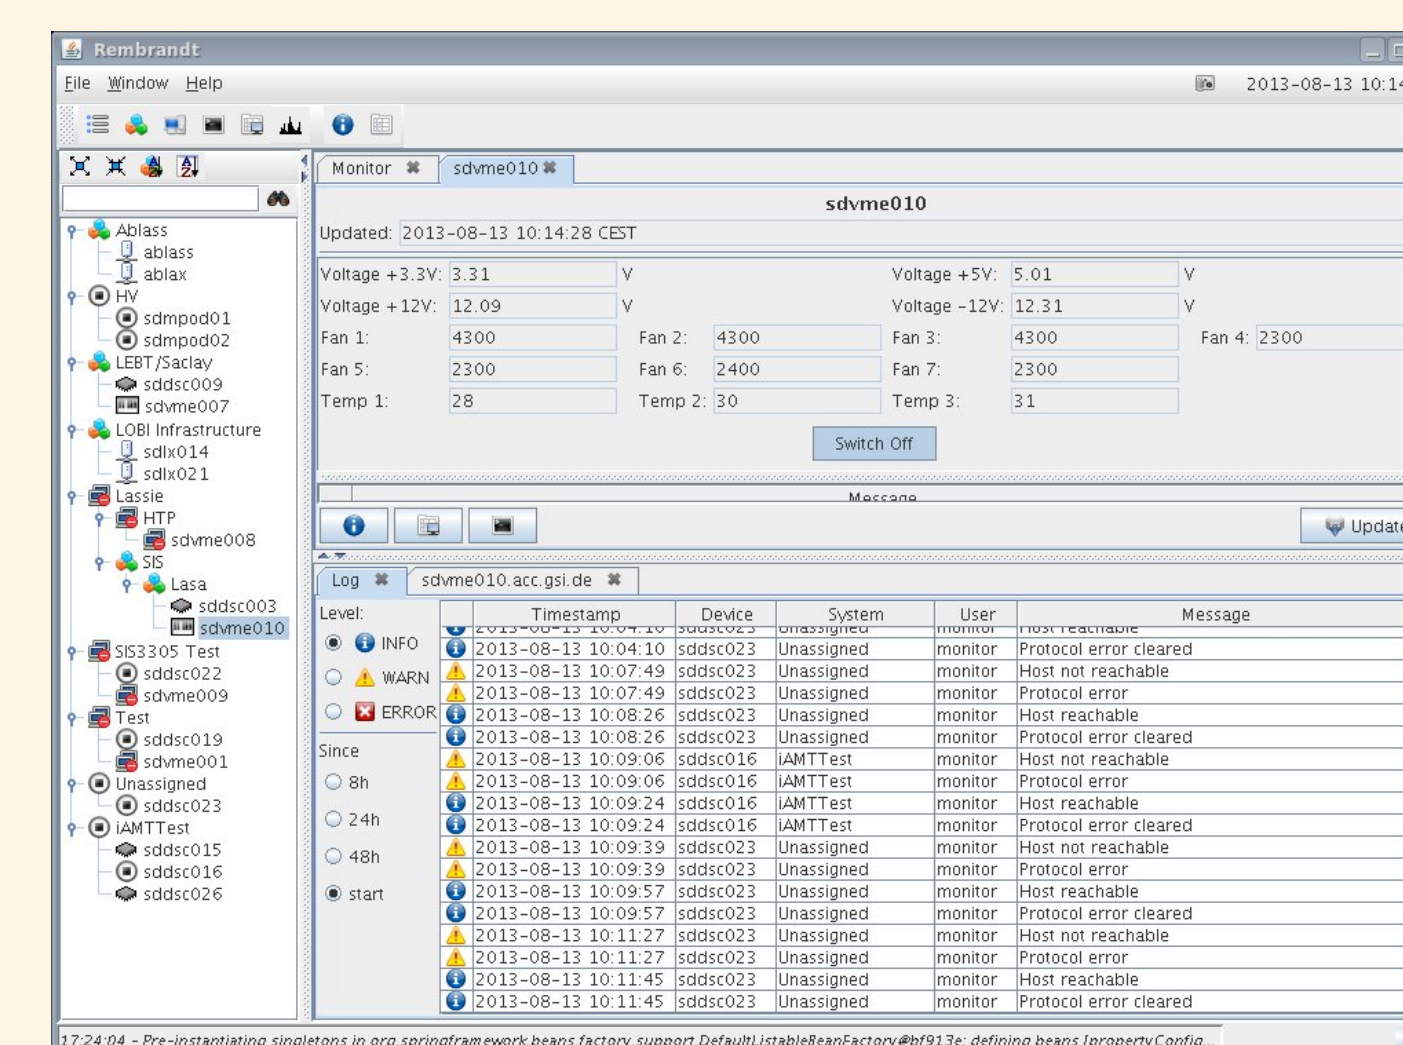 Rembrandt
File Window Help
2013-08-13 10:14
Monitor sdvme010
sdvme010
Updated: 2013-08-13 10:14:28 CEST
Voltage +3.3V: 3.31 V Voltage +5V: 5.01 V
Voltage +12V: 12.09 V Voltage -12V: 12.31 V
Fan 1: 4300 Fan 2: 4300 Fan 3: 4300 Fan 4: 2300
Fan 5: 2300 Fan 6: 2400 Fan 7: 2300
Temp 1: 28 Temp 2: 30 Temp 3: 31
Switch Off
Message
Update
Ablass
ablass
ablax
HV
sdmpod01
sdmpod02
LEBT/Saclay
sddsc009
sdvme007
LOBI Infrastructure
sdlx014
sdlx021
Lassie
HTP
sdvme008
SIS
Lasa
sddsc003
sdvme010
SIS3305 Test
sddsc022
sdvme009
Test
sddsc019
sdvme001
Unassigned
sddsc023
iAMTTest
sddsc015
sddsc016
sddsc026
Log sdvme010.acc.gsi.de
Level:
INFO
WARN
ERROR
Since
8h
24h
48h
start
Timestamp Device System User Message
2013-08-13 10:04:10 sddsc023 Unassigned monitor Host reachable
2013-08-13 10:04:10 sddsc023 Unassigned monitor Protocol error cleared
2013-08-13 10:07:49 sddsc023 Unassigned monitor Host not reachable
2013-08-13 10:07:49 sddsc023 Unassigned monitor Protocol error
2013-08-13 10:08:26 sddsc023 Unassigned monitor Host reachable
2013-08-13 10:08:26 sddsc023 Unassigned monitor Protocol error cleared
2013-08-13 10:09:06 sddsc016 iAMTTest monitor Host not reachable
2013-08-13 10:09:06 sddsc016 iAMTTest monitor Protocol error
2013-08-13 10:09:24 sddsc016 iAMTTest monitor Host reachable
2013-08-13 10:09:24 sddsc016 iAMTTest monitor Protocol error cleared
2013-08-13 10:09:39 sddsc023 Unassigned monitor Host not reachable
2013-08-13 10:09:39 sddsc023 Unassigned monitor Protocol error
2013-08-13 10:09:57 sddsc023 Unassigned monitor Host reachable
2013-08-13 10:09:57 sddsc023 Unassigned monitor Protocol error cleared
2013-08-13 10:11:27 sddsc023 Unassigned monitor Host not reachable
2013-08-13 10:11:27 sddsc023 Unassigned monitor Protocol error
2013-08-13 10:11:45 sddsc023 Unassigned monitor Host reachable
2013-08-13 10:11:45 sddsc023 Unassigned monitor Protocol error cleared
17:24:04 - Pre-instantiating singletons in org.springframework.beans.factory.support.DefaultListableBeanFactory@bf913e: defining beans [propertyConfig...